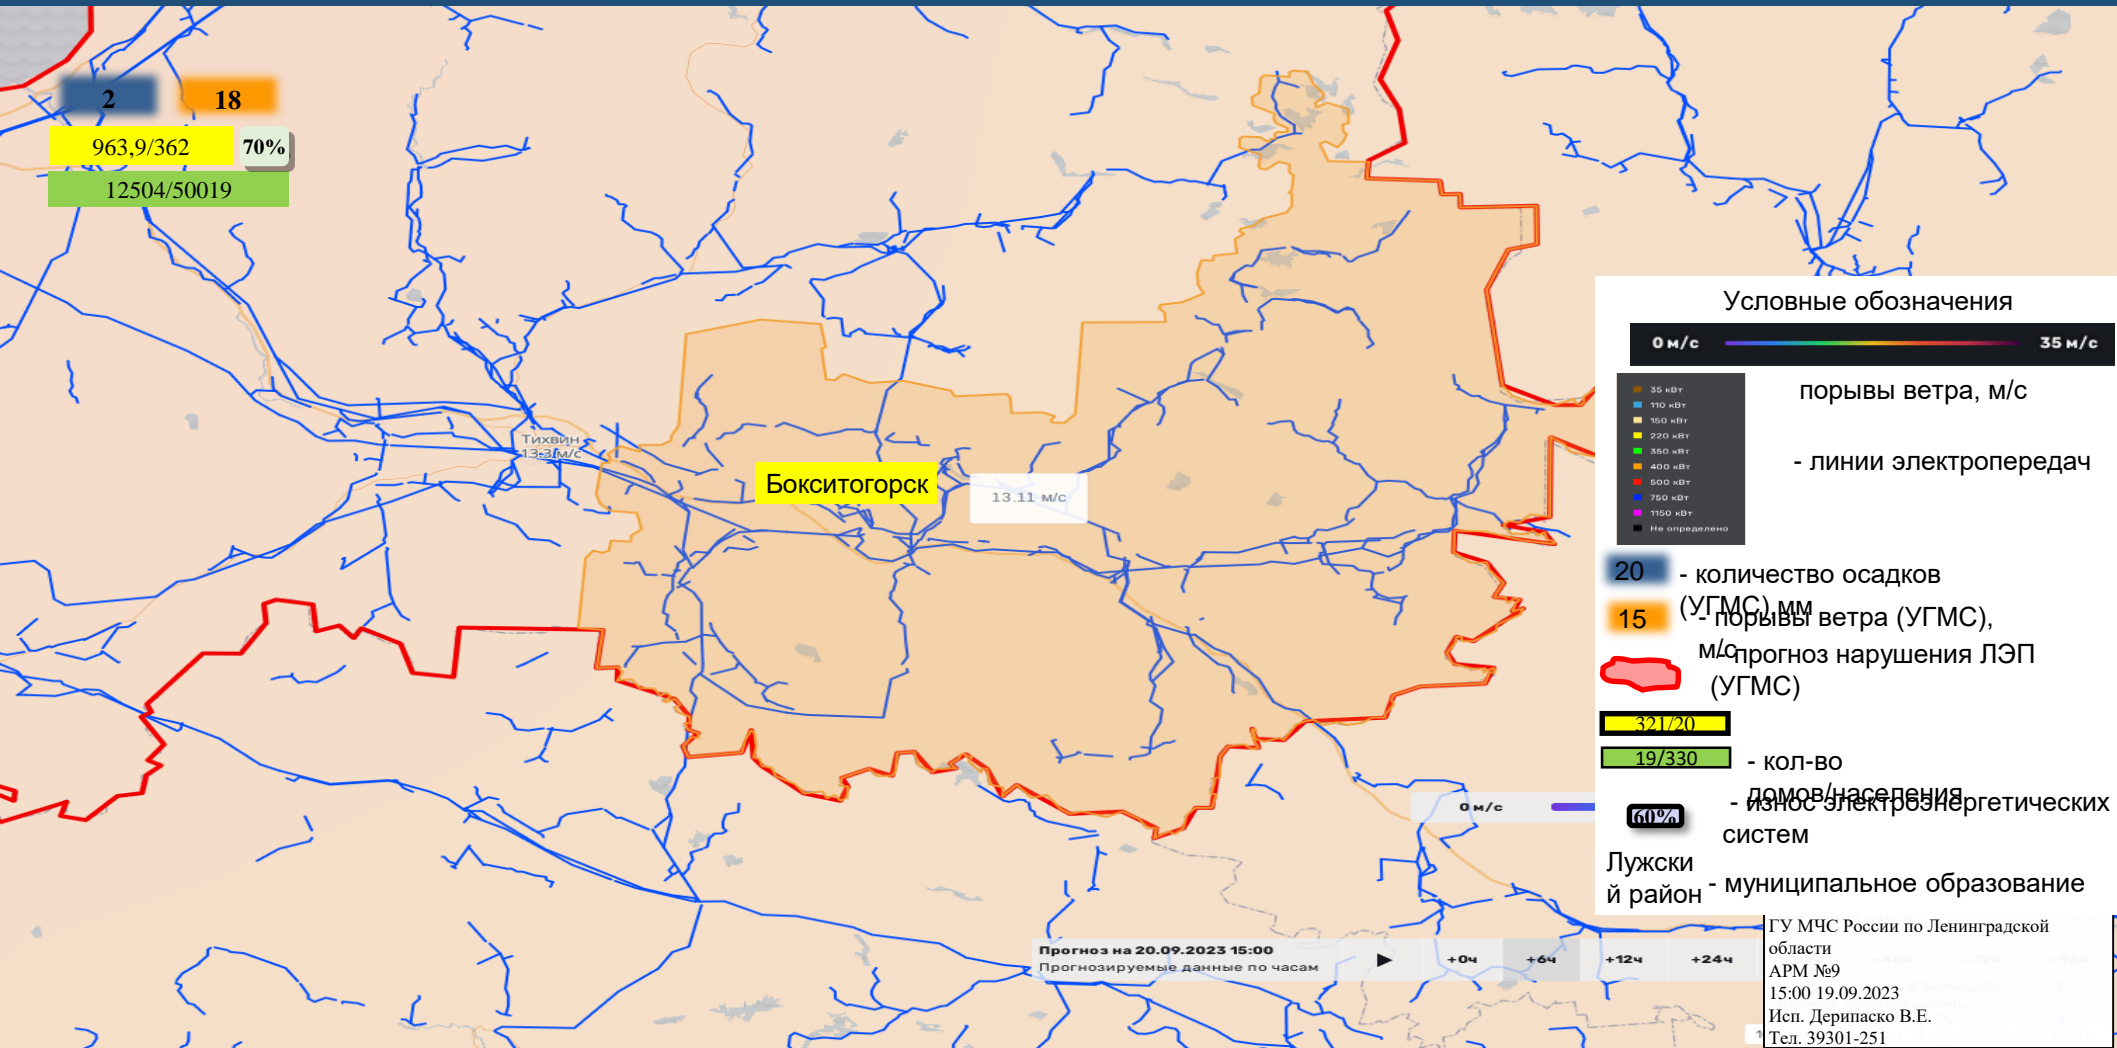 2
18
963,9/362
70%
12504/50019
Тихвин
13.3 м/с
Бокситогорск
13.11 м/с
Условные обозначения
0 м/с
35 м/с
35 кВт
110 кВт
150 кВт
220 кВт
350 кВт
400 кВт
500 кВт
750 кВт
1150 кВт
Не определено
порывы ветра, м/с
- линии электропередач
20
- количество осадков
(УГМС),мм
15
- порывы ветра (УГМС),
м/с
- прогноз нарушения ЛЭП
(УГМС)
321/20
19/330
- кол-во
домов/населения
60%
- износ электроэнергетических
систем
Лужски
й район
- муниципальное образование
0 м/с
Прогноз на 20.09.2023 15:00
Прогнозируемые данные по часам
+0ч
+6ч
+12ч
+24ч
ГУ МЧС России по Ленинградской
области
АРМ №9
15:00 19.09.2023
Исп. Дерипаско В.Е.
Тел. 39301-251